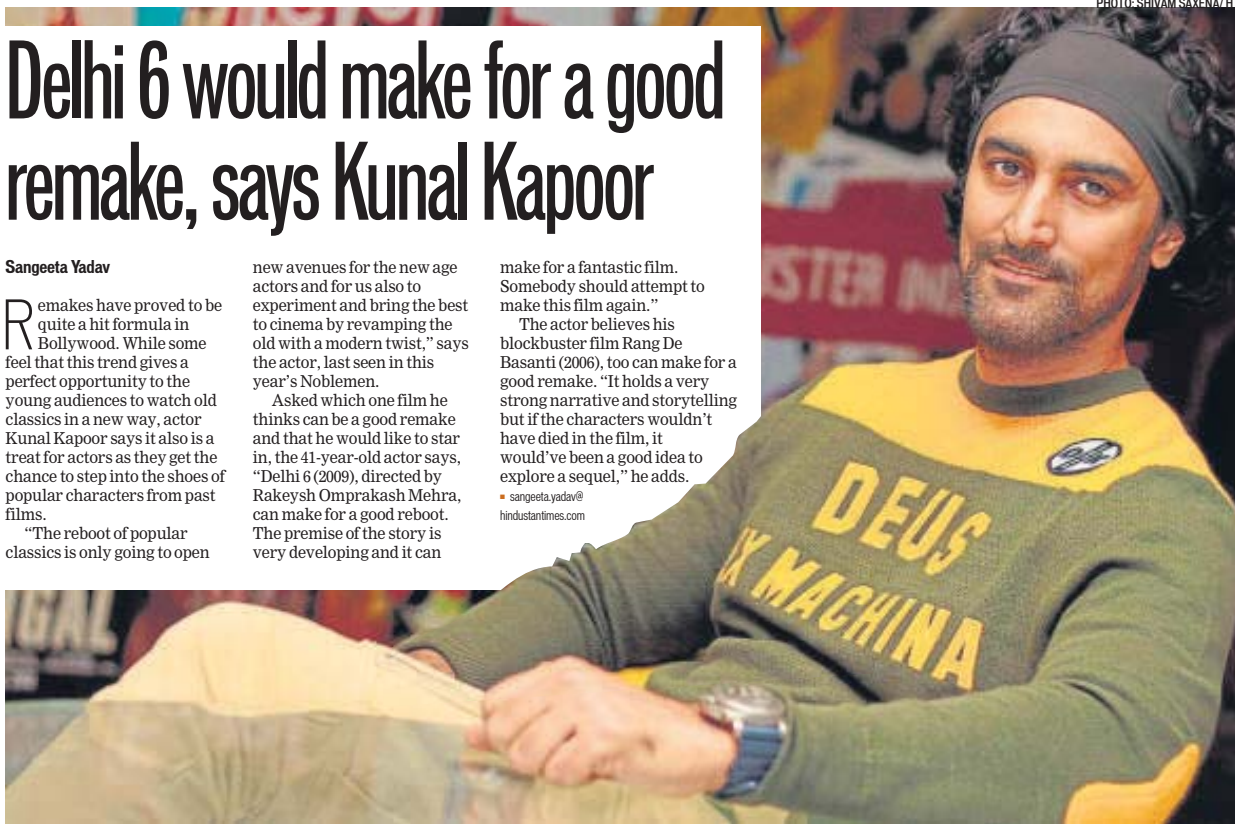 PHOTO: SHIVAM SAXENA/ H
Delhi 6 would make for a good
remake, says Kunal Kapoor
Sangeeta Yadav
Remakes have proved to be
quite a hit formula in
Bollywood. While some
feel that this trend gives a
perfect opportunity to the
young audiences to watch old
classics in a new way, actor
Kunal Kapoor says it also is a
treat for actors as they get the
chance to step into the shoes of
popular characters from past
films.
“The reboot of popular
classics is only going to open
new avenues for the new age
actors and for us also to
experiment and bring the best
to cinema by revamping the
old with a modern twist,” says
the actor, last seen in this
year’s Noblemen.
Asked which one film he
thinks can be a good remake
and that he would like to star
in, the 41-year-old actor says,
“Delhi 6 (2009), directed by
Rakeysh Omprakash Mehra,
can make for a good reboot.
The premise of the story is
very developing and it can
make for a fantastic film.
Somebody should attempt to
make this film again.”
The actor believes his
blockbuster film Rang De
Basanti (2006), too can make for a
good remake. “It holds a very
strong narrative and storytelling
but if the characters wouldn’t
have died in the film, it
would’ve been a good idea to
explore a sequel,” he adds.
sangeeta.yadav@
hindustantimes.com
DEUS
EX MACHINA